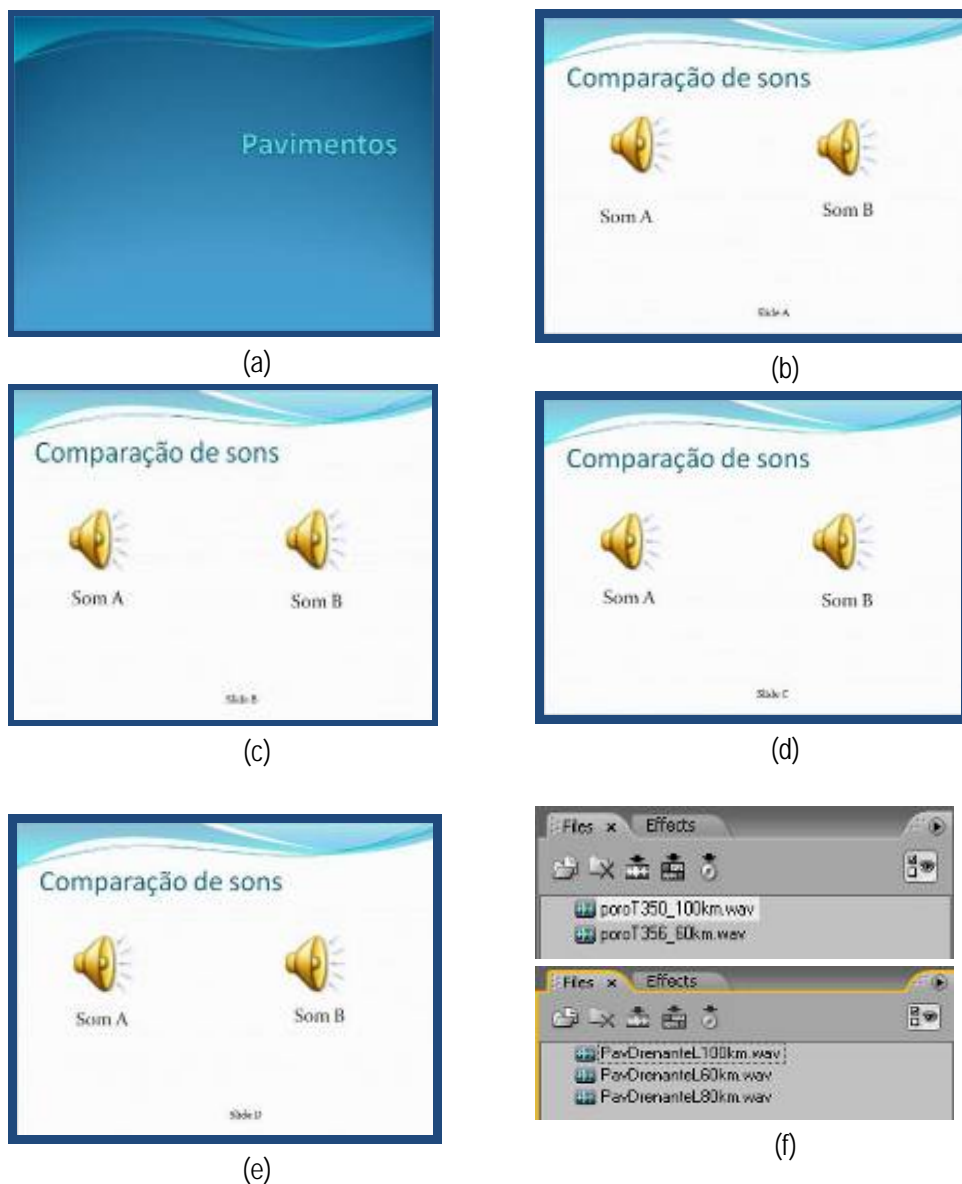 Pavimentos
(a)
Comparação de sons
Som A
Som B
Slide A
(b)
Comparação de sons
Som A
Som B
Slide B
(c)
Comparação de sons
Som A
Som B
Slide C
(d)
Comparação de sons
Som A
Som B
Slide D
(e)
Files x Effects
poroT350_100km.wav
poroT356_60km.wav
Files x Effects
PavDrenanteL100km.wav
PavDrenanteL60km.wav
PavDrenanteL80km.wav
(f)